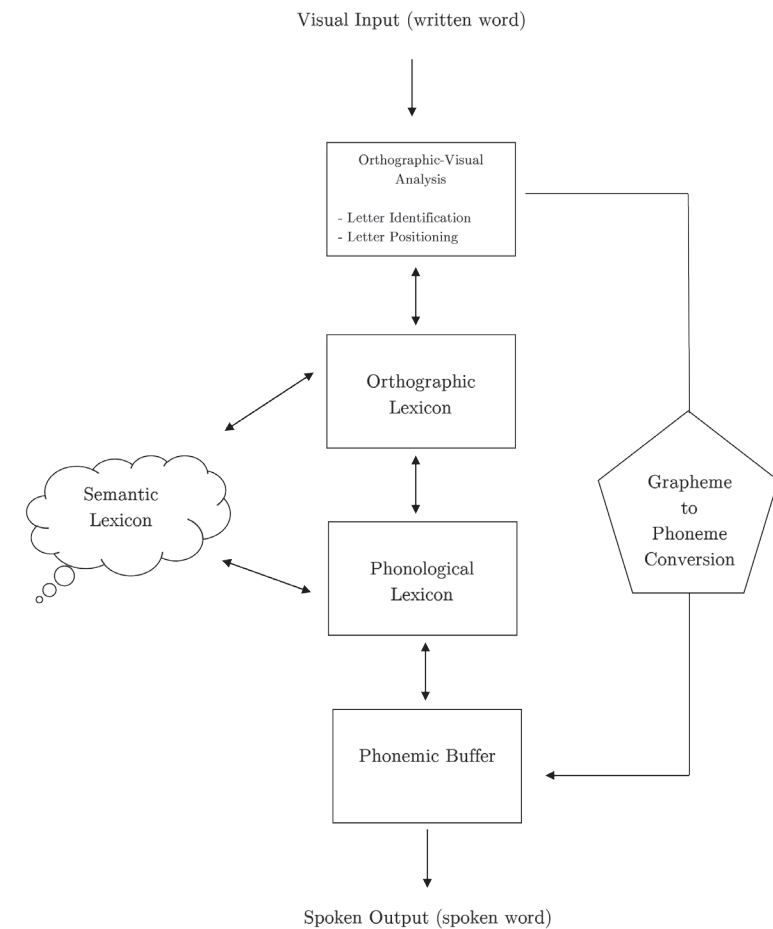 Visual Input (written word)
Orthographic-Visual
Analysis
- Letter Identification
- Letter Positioning
Orthographic
Lexicon
Semantic
Lexicon
Grapheme
to
Phoneme
Conversion
Phonological
Lexicon
Phonemic Buffer
Spoken Output (spoken word)